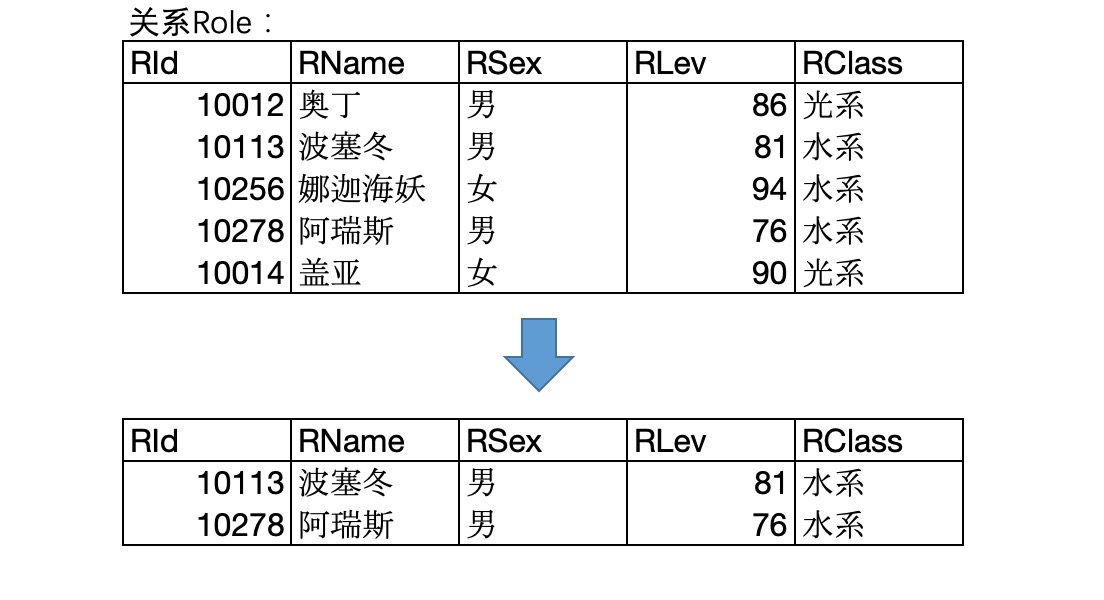 关系Role：
RId RName RSex RLev RClass
10012 奥丁 男 86 光系
10113 波塞冬 男 81 水系
10256 娜迦海妖 女 94 水系
10278 阿瑞斯 男 76 水系
10014 盖亚 女 90 光系
RId RName RSex RLev RClass
10113 波塞冬 男 81 水系
10278 阿瑞斯 男 76 水系